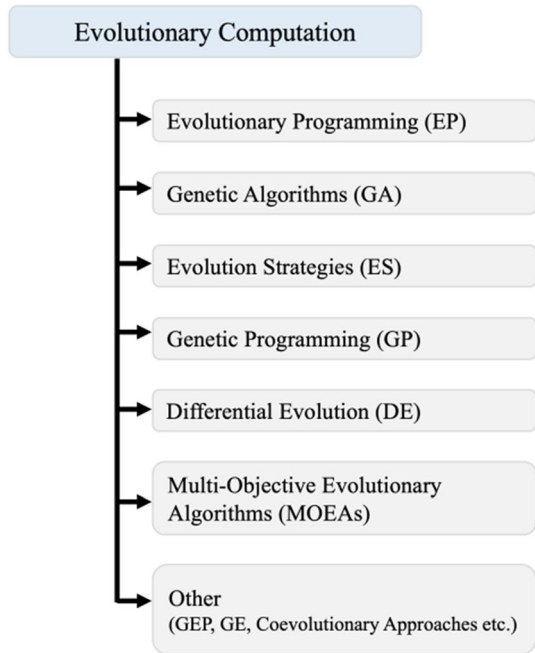 Evolutionary Computation
Evolutionary Programming (EP)
Genetic Algorithms (GA)
Evolution Strategies (ES)
Genetic Programming (GP)
Differential Evolution (DE)
Multi-Objective Evolutionary
Algorithms (MOEAs)
Other
(GEP, GE, Coevolutionary Approaches etc.)